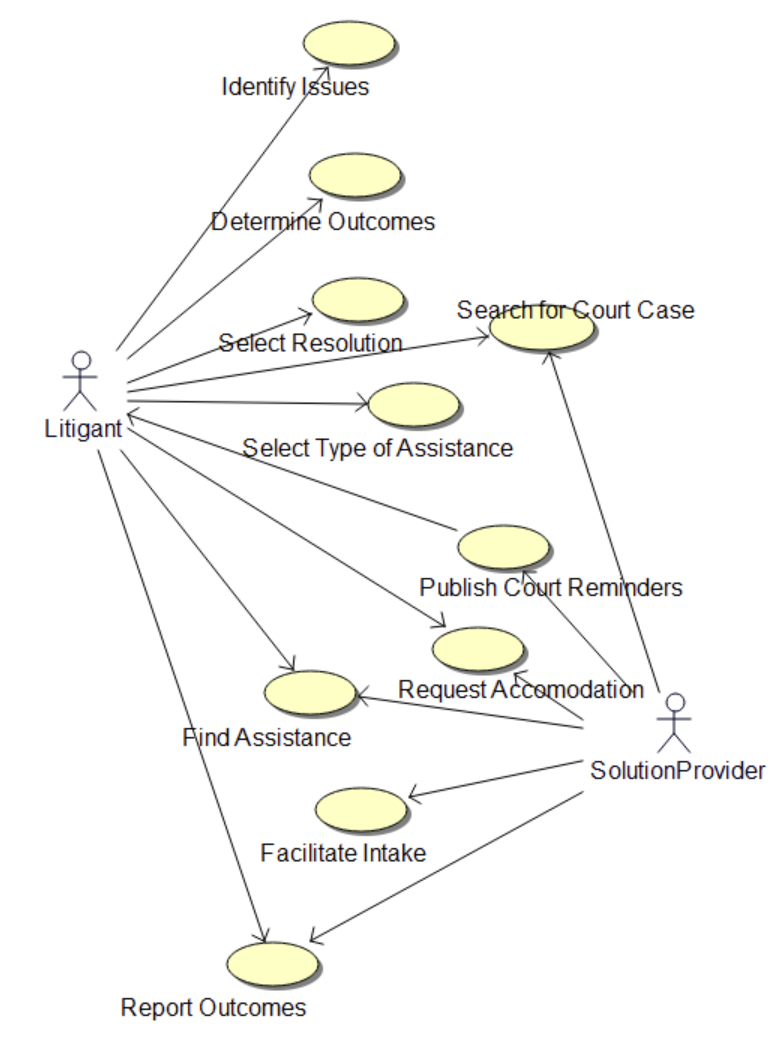 Identify Issues
Determine Outcomes
Search for Court Case
Select Resolution
Litigant
Select Type of Assistance
Publish Court Reminders
Request Accomodation
Find Assistance
SolutionProvider
Facilitate Intake
Report Outcomes